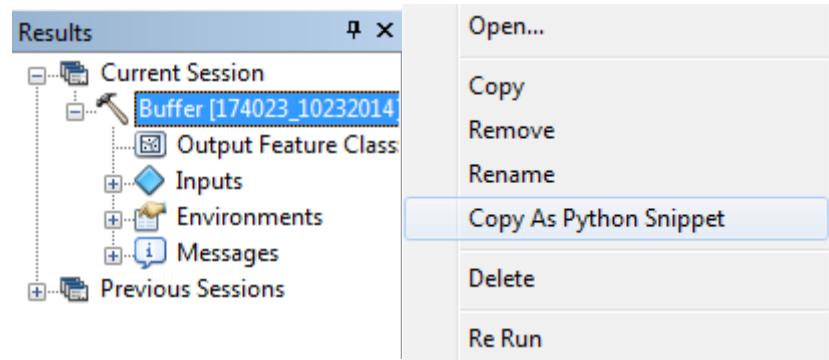 Results
Current Session
Buffer [174023_10232014]
Output Feature Class:
Inputs
Environments
Messages
Previous Sessions
Open...
Copy
Remove
Rename
Copy As Python Snippet
Delete
Re Run